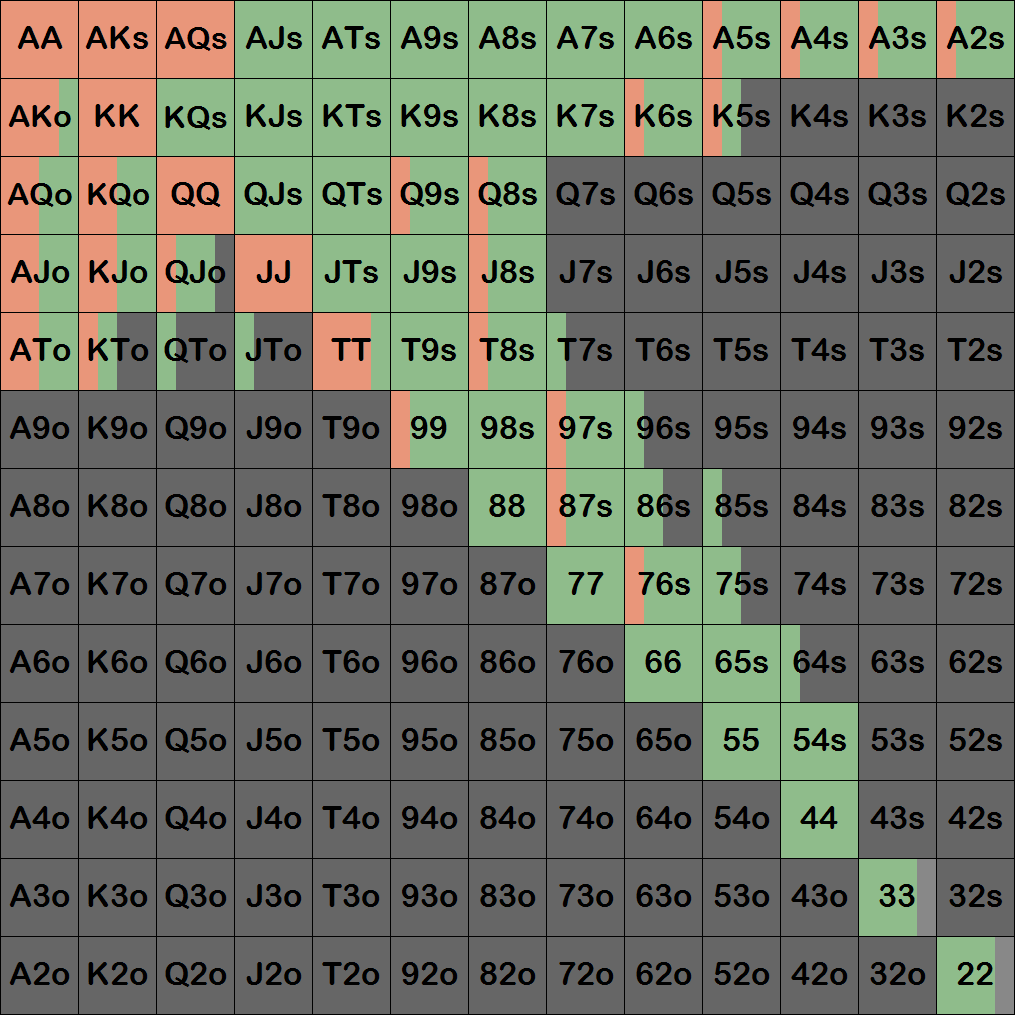 AA AKs AQs AJs ATs A9s A8s A7s A6s A5s A4s A3s A2s
AKo KK KQs KJs KTs K9s K8s K7s K6s K5s K4s K3s K2s
AQo KQo QQ QJs QTs Q9s Q8s Q7s Q6s Q5s Q4s Q3s Q2s
AJo KJo QJo JJ JTs J9s J8s J7s J6s J5s J4s J3s J2s
ATo KTo QTo JTo TT T9s T8s T7s T6s T5s T4s T3s T2s
A9o K9o Q9o J9o T9o 99 98s 97s 96s 95s 94s 93s 92s
A8o K8o Q8o J8o T8o 98o 88 87s 86s 85s 84s 83s 82s
A7o K7o Q7o J7o T7o 97o 87o 77 76s 75s 74s 73s 72s
A6o K6o Q6o J6o T6o 96o 86o 76o 66 65s 64s 63s 62s
A5o K5o Q5o J5o T5o 95o 85o 75o 65o 55 54s 53s 52s
A4o K4o Q4o J4o T4o 94o 84o 74o 64o 54o 44 43s 42s
A3o K3o Q3o J3o T3o 93o 83o 73o 63o 53o 43o 33 32s
A2o K2o Q2o J2o T2o 92o 82o 72o 62o 52o 42o 32o 22